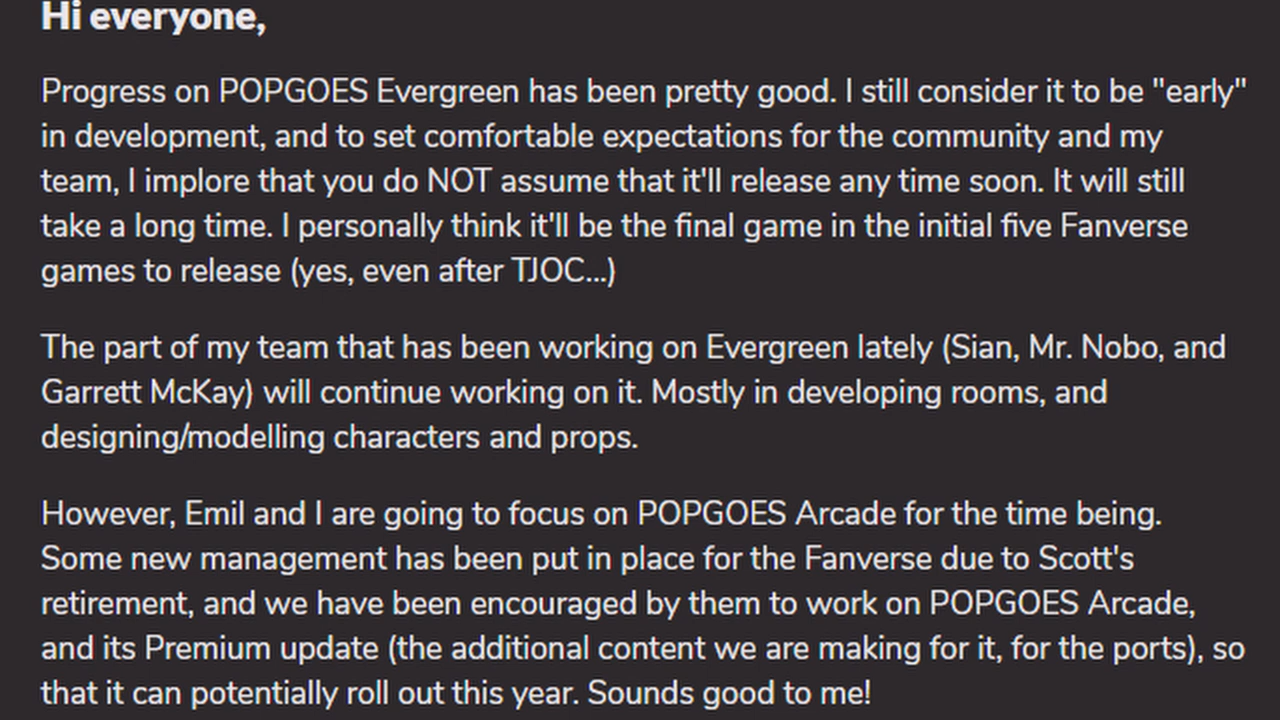 Hi everyone,
Progress on POPGOES Evergreen has been pretty good. I still consider it to be "early"
in development, and to set comfortable expectations for the community and my
team, I implore that you do NOT assume that it'll release any time soon. It will still
take a long time. I personally think it'll be the final game in the initial five Fanverse
games to release (yes, even after TJOC...)
The part of my team that has been working on Evergreen lately (Sian, Mr. Nobo, and
Garrett McKay) will continue working on it. Mostly in developing rooms, and
designing/modelling characters and props.
However, Emil and I are going to focus on POPGOES Arcade for the time being.
Some new management has been put in place for the Fanverse due to Scott's
retirement, and we have been encouraged by them to work on POPGOES Arcade,
and its Premium update (the additional content we are making for it, for the ports), so
that it can potentially roll out this year. Sounds good to me!